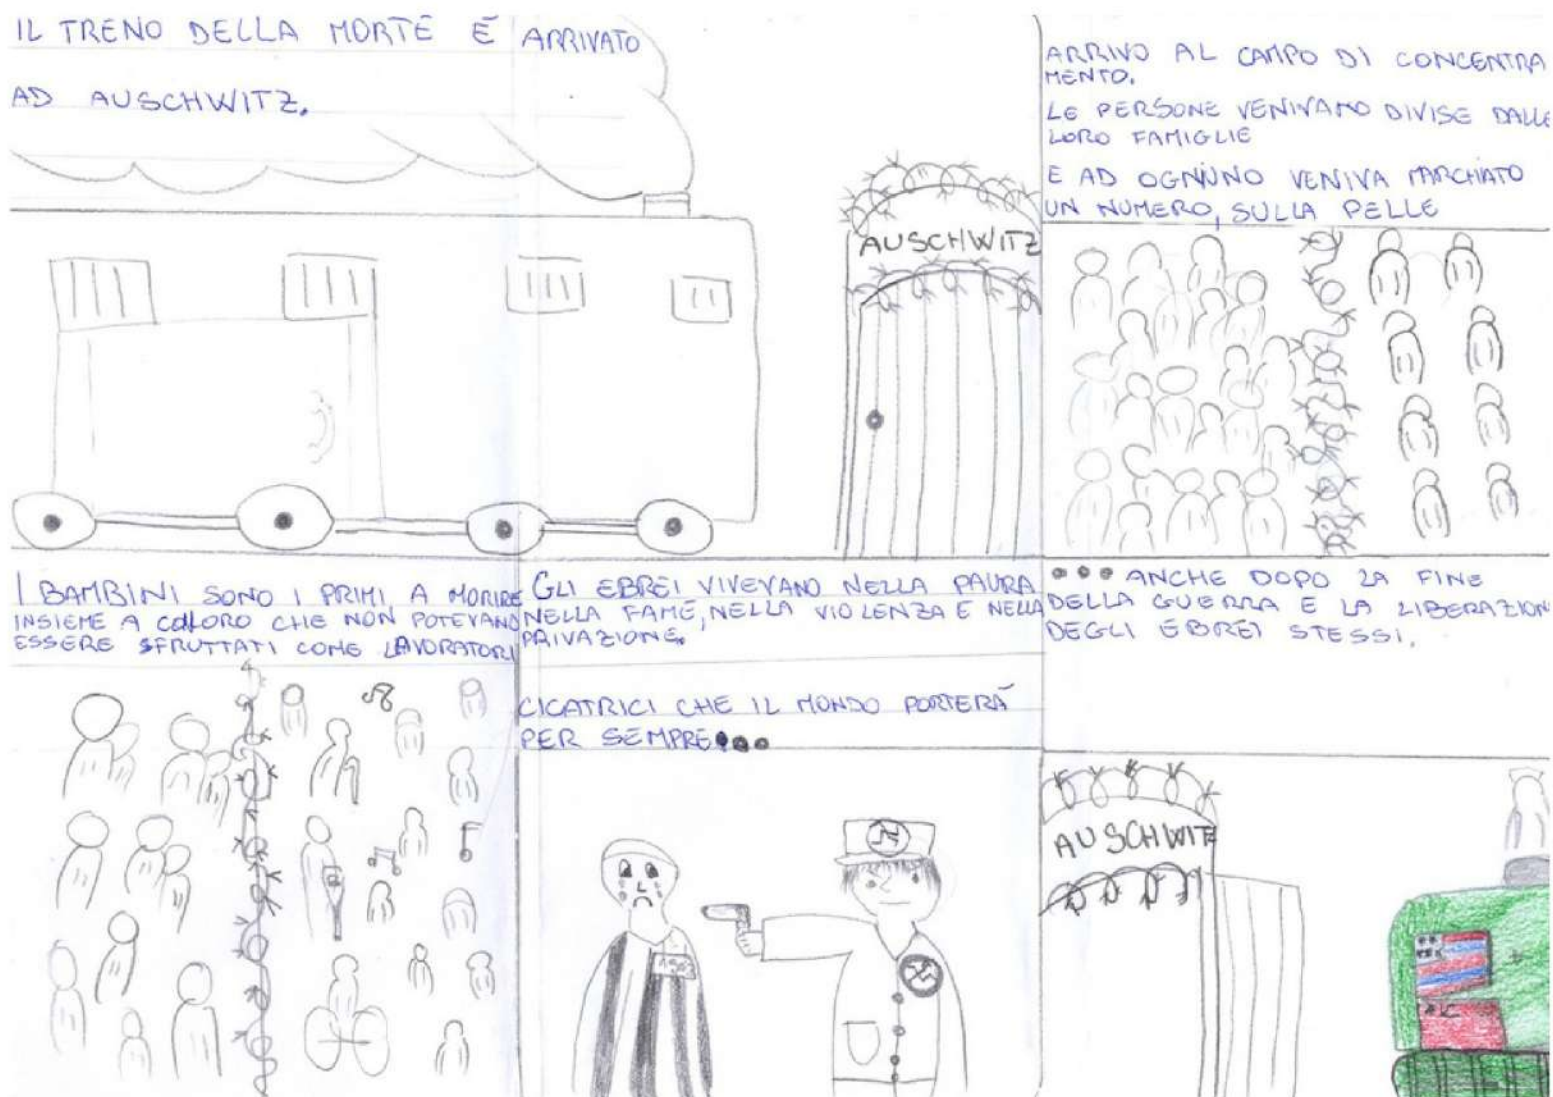 IL TRENO DELLA MORTE È ARRIVATO
AD AUSCHWITZ.
AUSCHWITZ
ARRIVO AL CAMPO DI CONCENTRA
MENTO.
LE PERSONE VENIVANO DIVISE DALLE
LORO FAMIGLIE
E AD OGNIUNO VENIVA MARCHIATO
UN NUMERO, SULLA PELLE
I BAMBINI SONO I PRIMI A MORIRE
INSIEME A COLLORO CHE NON POTEVANO
ESSERE SFRUTTATI COME LAVORATORI
GLI EBREI VIVEVANO NELLA PAURA
NELLA FAME, NELLA VIOLENZA E NELLA
PRIVAZIONE.
CICATRICI CHE IL MONDO PORTERÀ
PER SEMPRE...
... ANCHE DOPO LA FINE
DELLA GUERRA E LA LIBERAZION
DEGLI EBREI STESSI.
AUSCHWITZ